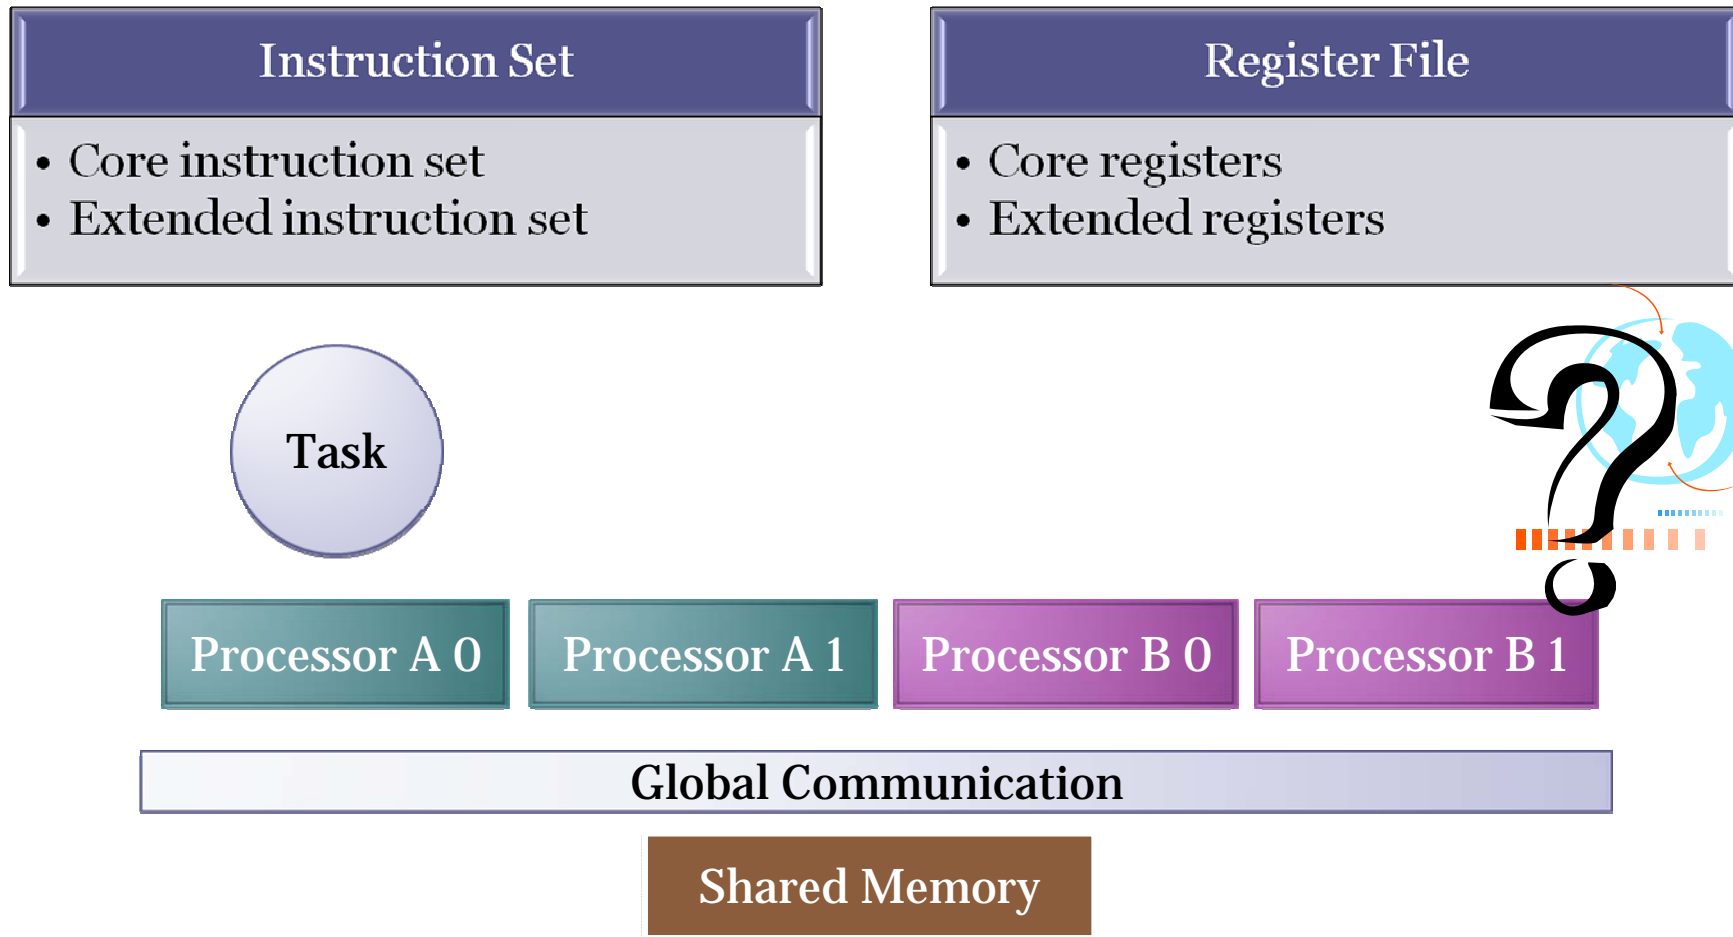 Instruction Set
• Core instruction set
• Extended instruction set
Register File
• Core registers
• Extended registers
Task
?
Processor A 0
Processor A 1
Processor B 0
Processor B 1
Global Communication
Shared Memory